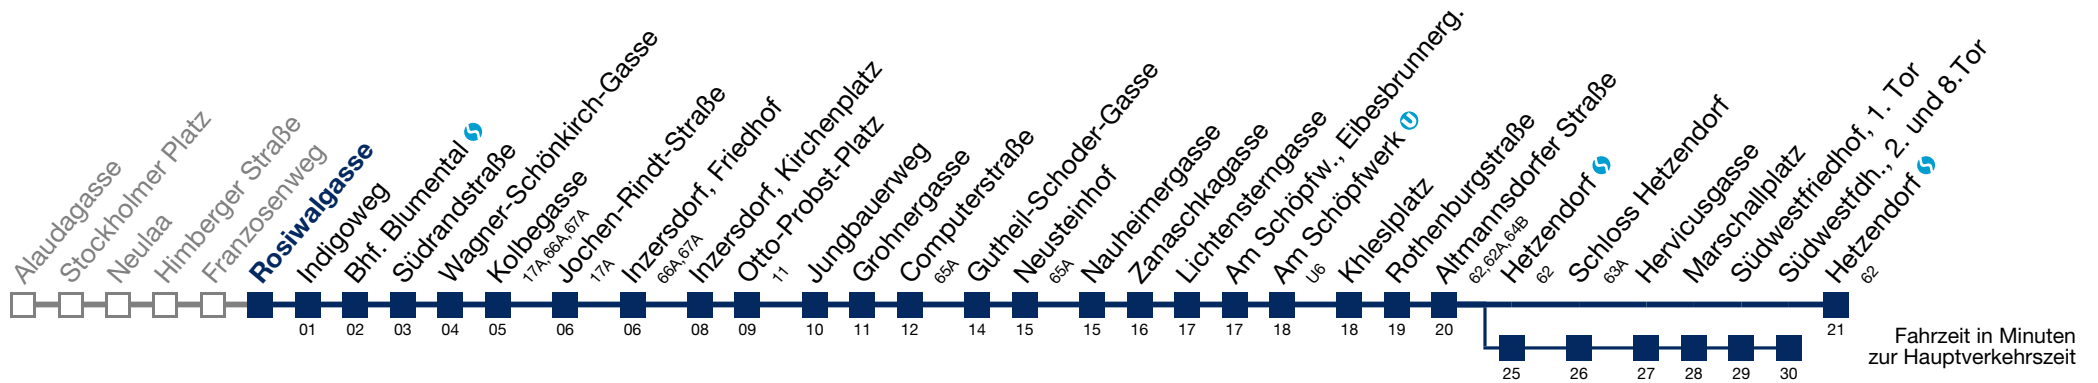 Alaudagasse
Stockholmer Platz
Neulaa
Himberger Straße
Franzosenweg
Rosiwalgasse
Indigoweg
Bhf. Blumental
Südrandstraße
Wagner-Schönkirch-Gasse
Kolbegasse
17A,66A,67A
Jochen-Rindt-Straße
17A
Inzersdorf, Friedhof
66A,67A
Inzersdorf, Kirchenplatz
Otto-Probst-Platz
11
Jungbauerweg
Grohnergasse
Computerstraße
65A
Gutheil-Schoder-Gasse
Neusteinhof
65A
Nauheimergasse
Zanaschkagasse
Lichtensterngasse
Am Schöpfw., Eibesbrunnerg.
Am Schöpfwerk U
U6
Khleslplatz
Rothenburgstraße
Altmannsdorfer Straße
62,62A,64B
Hetzendorf
62
Schloss Hetzendorf
63A
Hervicusgasse
Marschallplatz
Südwestfriedhof, 1. Tor
Südwestfdh., 2. und 8.Tor
Hetzendorf
62
01 02 03 04 05 06 06 08 09 10 11 12 14 15 15 16 17 17 18 18 19 20 21
25 26 27 28 29 30
Fahrzeit in Minuten
zur Hauptverkehrszeit